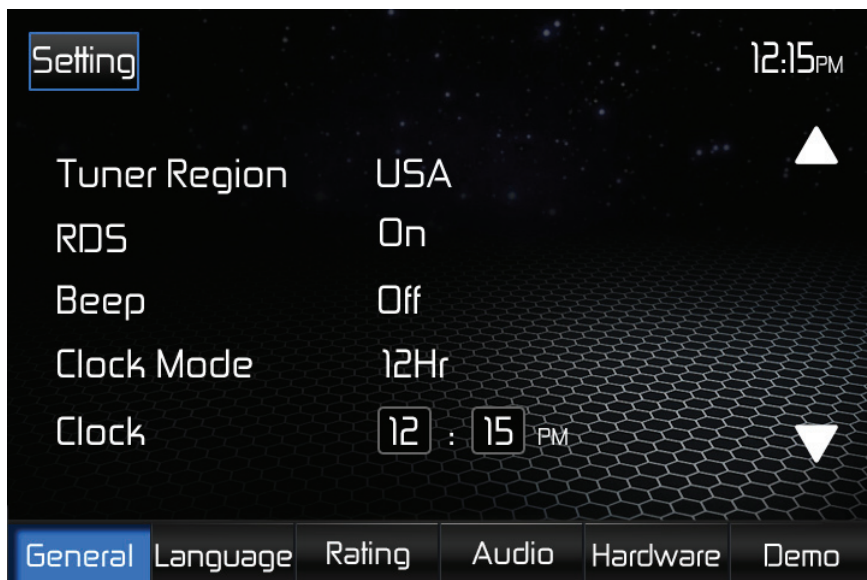 Setting 12:15PM
Tuner Region USA
RDS On
Beep Off
Clock Mode 12Hr
Clock 12 : 15 PM
General Language Rating Audio Hardware Demo